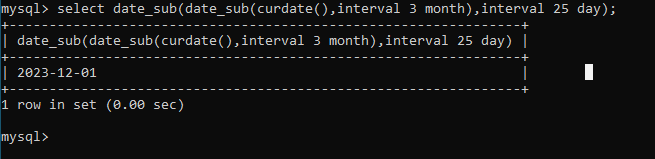 mysql> select date_sub(date_sub(curdate(),interval 3 month),interval 25 day);
+----------------------------------------------------------------+
| date_sub(date_sub(curdate(),interval 3 month),interval 25 day) |
+----------------------------------------------------------------+
| 2023-12-01                                                     |
+----------------------------------------------------------------+
1 row in set (0.00 sec)
mysql>